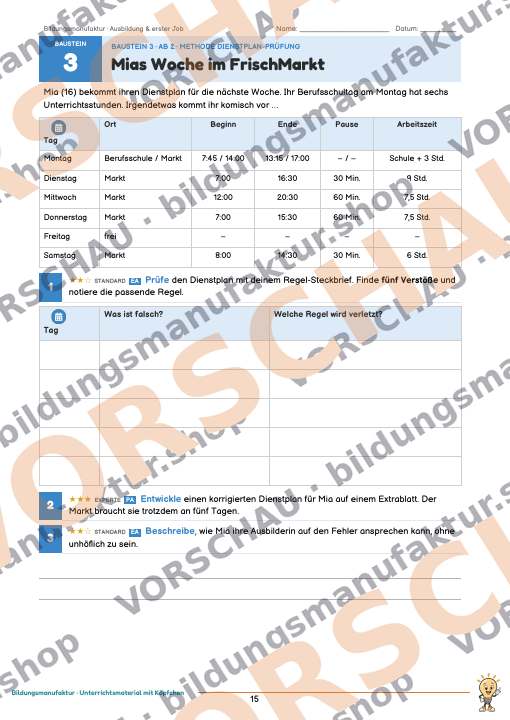 Bildungsmanufaktur · Ausbildung & erster Job Name: Datum:
BAUSTEIN
3
BAUSTEIN 3 · AB 2 · METHODE DIENSTPLAN-PRÜFUNG
Mias Woche im FrischMarkt
Mia (16) bekommt ihren Dienstplan für die nächste Woche. Ihr Berufsschultag am Montag hat sechs
Unterrichtsstunden. Irgendetwas kommt ihr komisch vor ...
Tag Ort Beginn Ende Pause Arbeitszeit
Montag Berufsschule / Markt 7:45 / 14:00 13:15 / 17:00 – / – Schule + 3 Std.
Dienstag Markt 7:00 16:30 30 Min. 9 Std.
Mittwoch Markt 12:00 20:30 60 Min. 7,5 Std.
Donnerstag Markt 7:00 15:30 60 Min. 7,5 Std.
Freitag frei – – – –
Samstag Markt 8:00 14:30 30 Min. 6 Std.
1
★★☆ STANDARD EA Prüfe den Dienstplan mit deinem Regel-Steckbrief. Finde fünf Verstöße und
notiere die passende Regel.
Tag Was ist falsch? Welche Regel wird verletzt?
2
★★★ EXPERTE PA Entwickle einen korrigierten Dienstplan für Mia auf einem Extrablatt. Der
Markt braucht sie trotzdem an fünf Tagen.
3
★★☆ STANDARD EA Beschreibe, wie Mia ihre Ausbilderin auf den Fehler ansprechen kann, ohne
unhöflich zu sein.
Bildungsmanufaktur · Unterrichtsmaterial mit Köpfchen
15
VORSCHAU · bildungsmanufaktur.shop
VORSCHAU